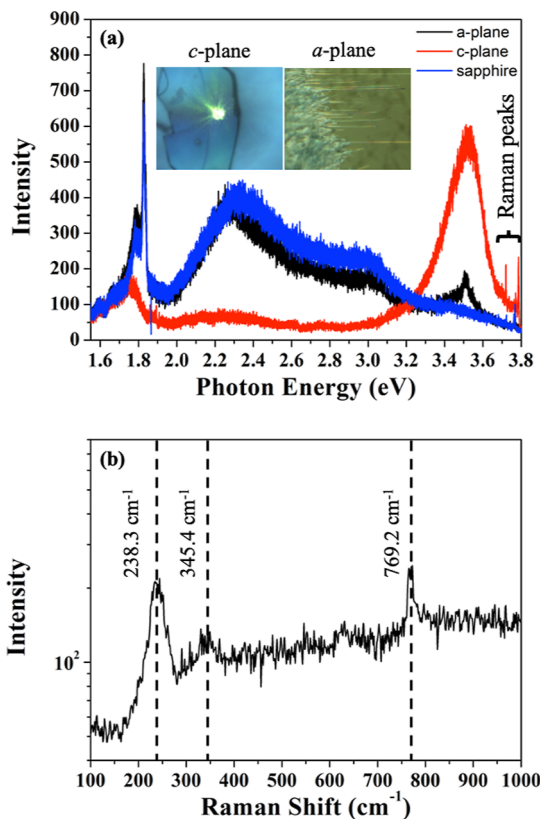 (a)
c-plane
a-plane
a-plane
c-plane
sapphire
Raman peaks
900
800
700
600
500
400
300
200
100
0
Intensity
1.6 1.8 2.0 2.2 2.4 2.6 2.8 3.0 3.2 3.4 3.6 3.8
Photon Energy (eV)
(b)
238.3 cm⁻¹
345.4 cm⁻¹
769.2 cm⁻¹
10²
Intensity
100 200 300 400 500 600 700 800 900 1000
Raman Shift (cm⁻¹)